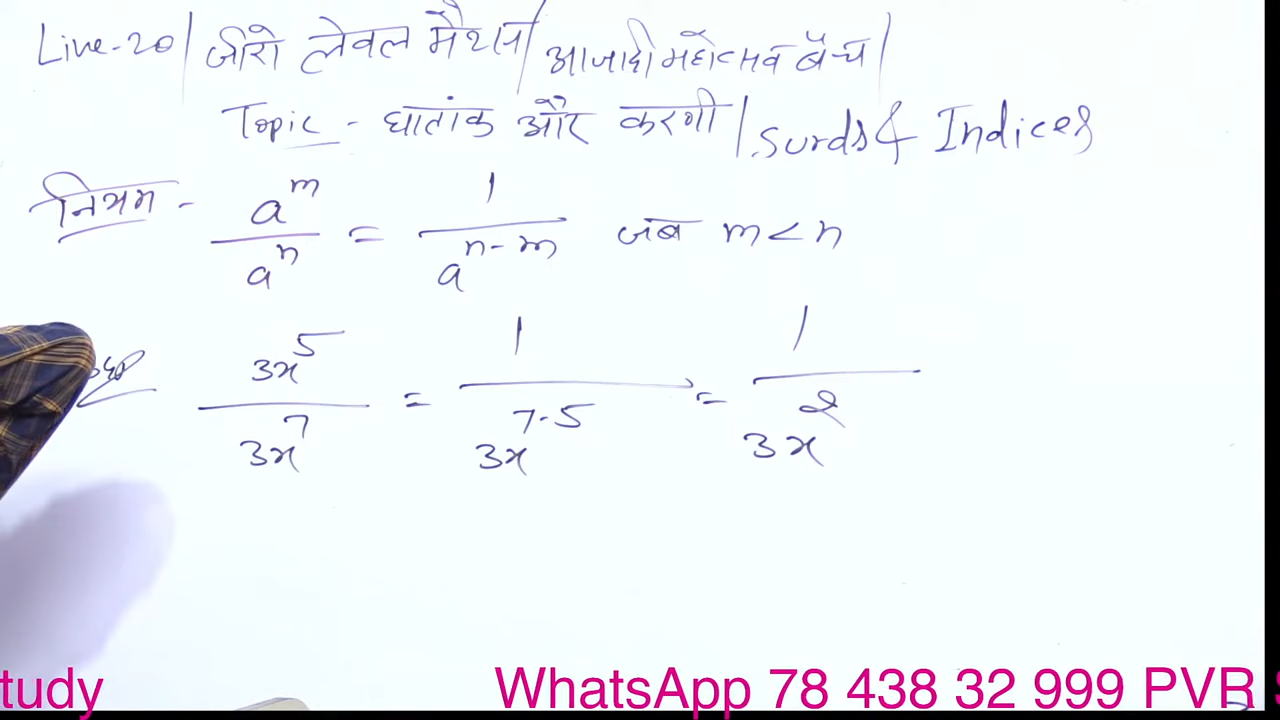 Live-20 | जीरो लेवल मैथ्स | आजादी महोत्सव बैच |
Topic - घातांक और करणी | Surds & Indices
नियम - a^m / a^n = 1 / a^(n-m) जब m < n
3x^5 / 3x^7 = 1 / 3x^(7-5) = 1 / 3x^2
tudy WhatsApp 78 438 32 999 PVR